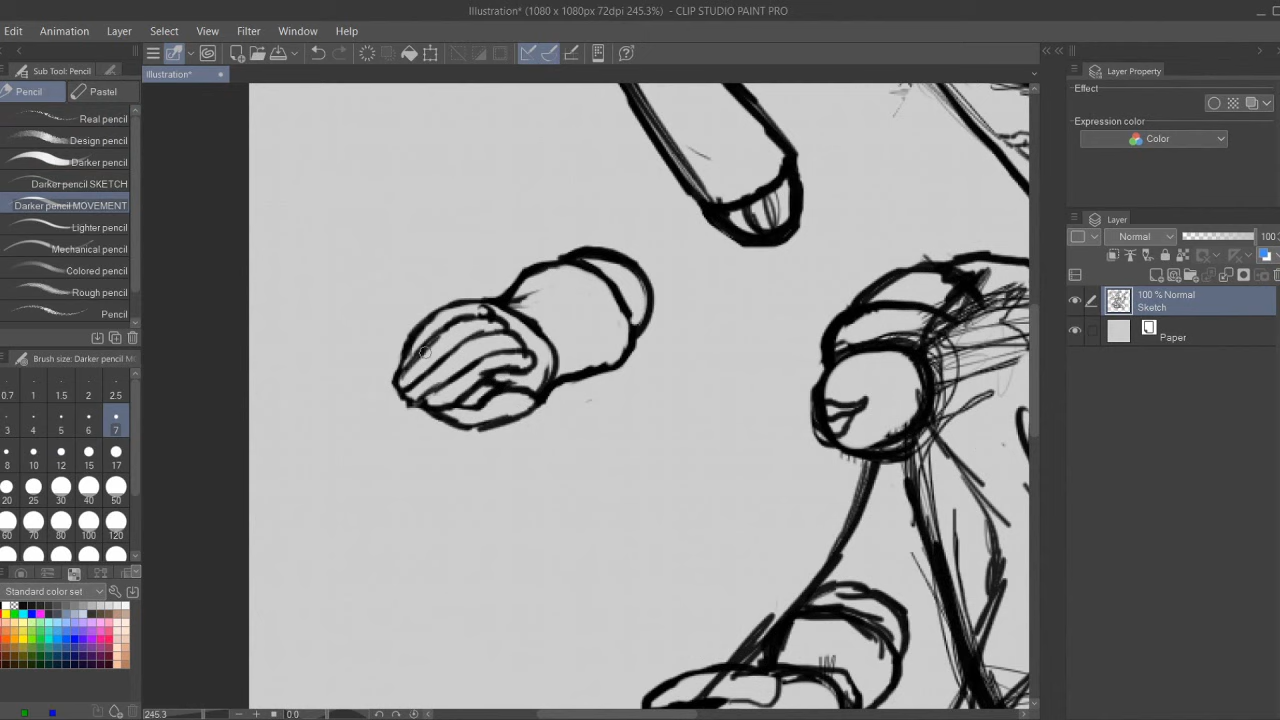 Illustration* (1080 x 1080px 72dpi 245.3%) - CLIP STUDIO PAINT PRO
Edit Animation Layer Select View Filter Window Help
Sub Tool: Pencil
Pencil Pastel
Real pencil
Design pencil
Darker pencil
Darker pencil SKETCH
Darker pencil MOVEMENT
Lighter pencil
Mechanical pencil
Colored pencil
Rough pencil
Pencil
Brush size: Darker pencil M
0.7 1 1.5 2 2.5
3 4 5 6 7
8 10 12 15 17
20 25 30 40 50
60 70 80 100 120
Standard color set
Illustration*
245.3
0.0
Layer Property
Effect
Expression color
Color
Layer
Normal 100
100 % Normal
Sketch
Paper